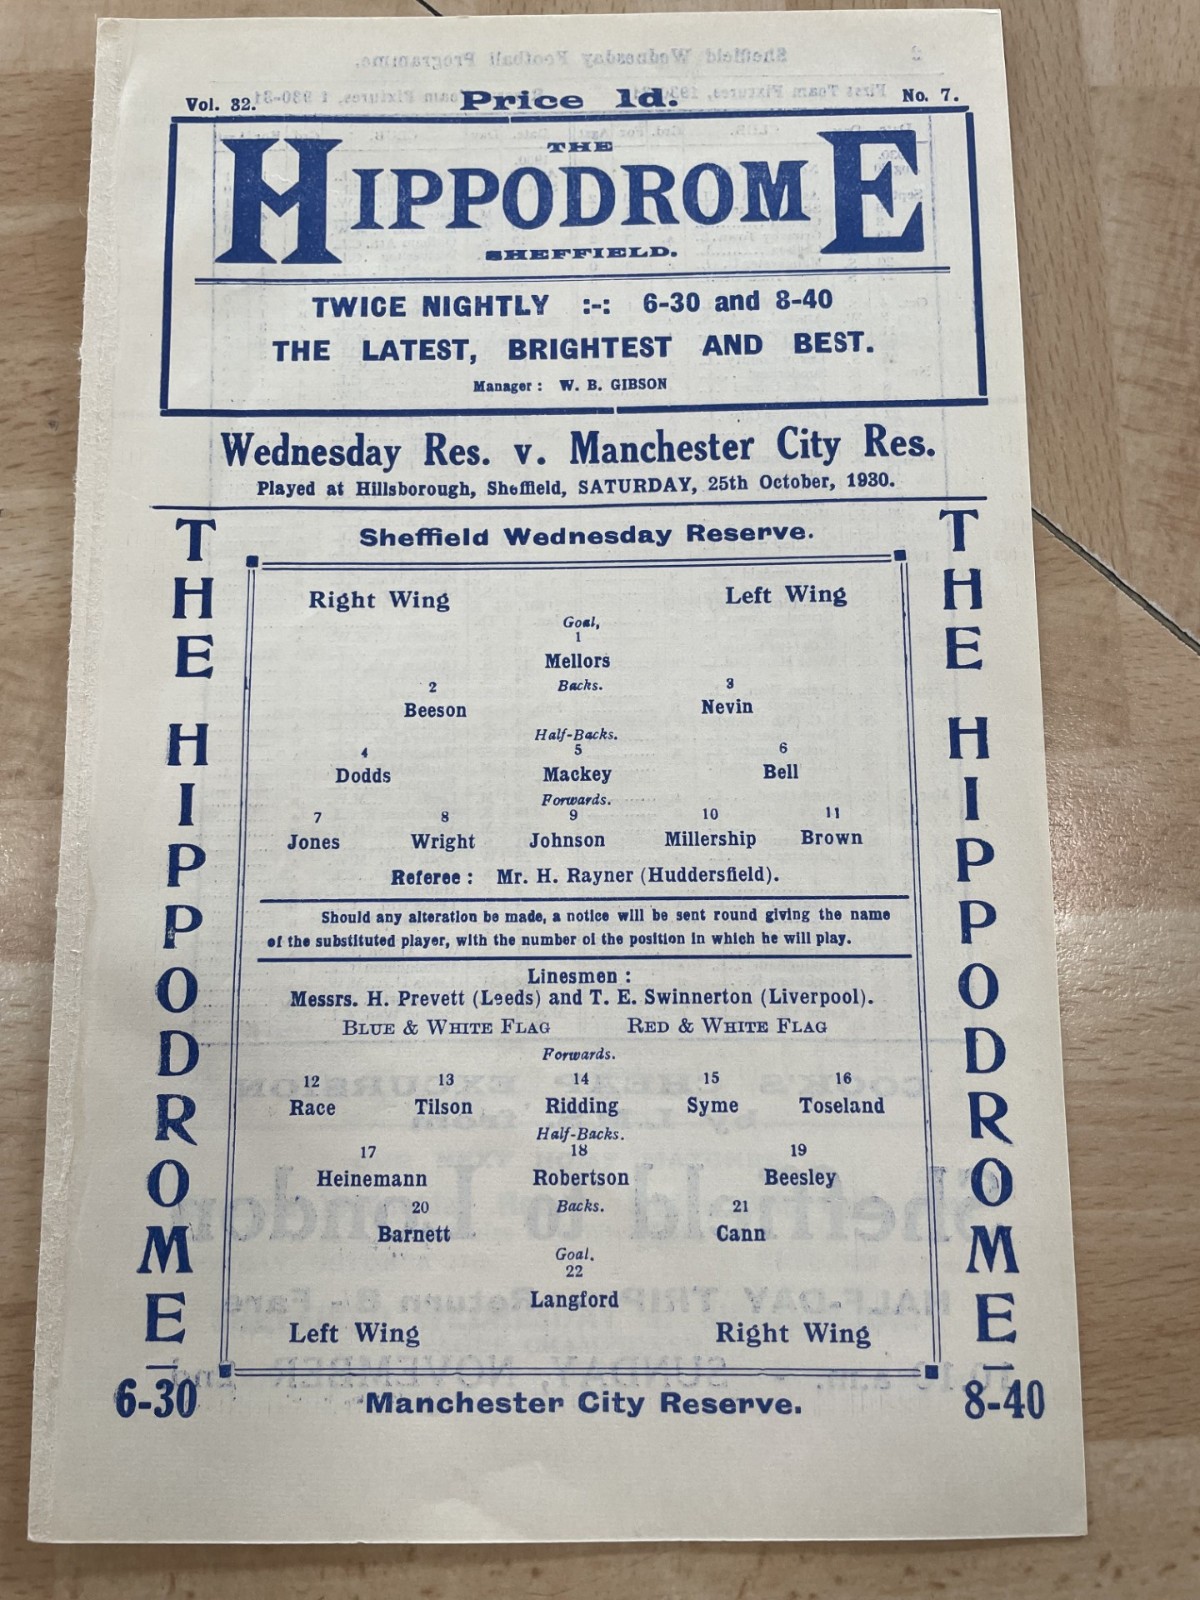 Vol. 32. Price 1d. No. 7.
THE
HIPPODROME
SHEFFIELD.
TWICE NIGHTLY :-: 6-30 and 8-40
THE LATEST, BRIGHTEST AND BEST.
Manager: W. B. GIBSON
Wednesday Res. v. Manchester City Res.
Played at Hillsborough, Sheffield, SATURDAY, 25th October, 1930.
THE HIPPODROME
6-30
Sheffield Wednesday Reserve.
Right Wing Left Wing
Goal,
1
Mellors
2 Backs. 3
Beeson Nevin
Half-Backs.
4 5 6
Dodds Mackey Bell
Forwards.
7 8 9 10 11
Jones Wright Johnson Millership Brown
Referee: Mr. H. Rayner (Huddersfield).
Should any alteration be made, a notice will be sent round giving the name
of the substituted player, with the number of the position in which he will play.
Linesmen:
Messrs. H. Prevett (Leeds) and T. E. Swinnerton (Liverpool).
BLUE & WHITE FLAG RED & WHITE FLAG
Forwards.
12 13 14 15 16
Race Tilson Ridding Syme Toseland
Half-Backs.
17 18 19
Heinemann Robertson Beesley
20 Backs. 21
Barnett Cann
Goal.
22
Langford
Left Wing Right Wing
Manchester City Reserve.
THE HIPPODROME
8-40